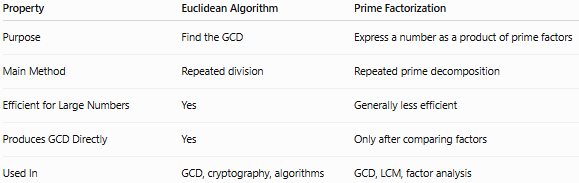 Property Euclidean Algorithm Prime Factorization
Purpose Find the GCD Express a number as a product of prime factors
Main Method Repeated division Repeated prime decomposition
Efficient for Large Numbers Yes Generally less efficient
Produces GCD Directly Yes Only after comparing factors
Used In GCD, cryptography, algorithms GCD, LCM, factor analysis